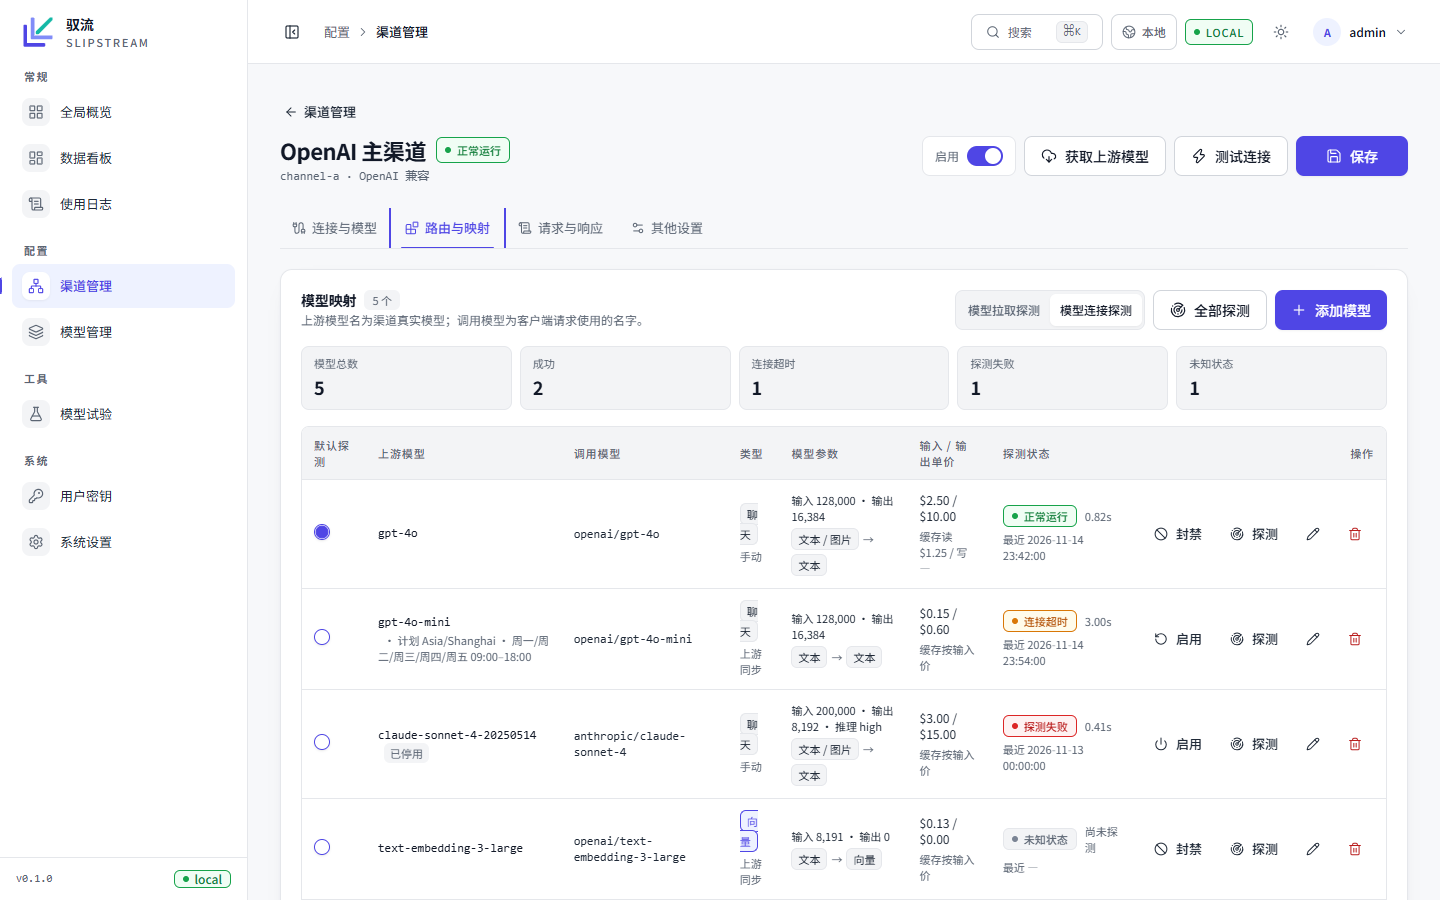 驭流
SLIPSTREAM
常规
全局概览
数据看板
使用日志
配置
渠道管理
模型管理
工具
模型试验
系统
用户密钥
系统设置
v0.1.0
local
配置 > 渠道管理
搜索 ⌘K
本地
LOCAL
A admin
← 渠道管理
OpenAI 主渠道 正常运行
channel-a · OpenAI 兼容
启用
获取上游模型
测试连接
保存
连接与模型
路由与映射
请求与响应
其他设置
模型映射 5 个
上游模型名为渠道真实模型；调用模型为客户端请求使用的名字。
模型拉取探测
模型连接探测
全部探测
+ 添加模型
模型总数
5
成功
2
连接超时
1
探测失败
1
未知状态
1
默认探
测
上游模型
调用模型
类型
模型参数
输入 / 输
出单价
探测状态
操作
gpt-4o
openai/gpt-4o
聊
天
手动
输入 128,000 · 输出
16,384
文本 / 图片 →
文本
$2.50 /
$10.00
缓存读
$1.25 / 写
—
正常运行 0.82s
最近 2026-11-14
23:42:00
封禁
探测
gpt-4o-mini
· 计划 Asia/Shanghai · 周一/周
二/周三/周四/周五 09:00–18:00
openai/gpt-4o-mini
聊
天
上游
同步
输入 128,000 · 输出
16,384
文本 → 文本
$0.15 /
$0.60
缓存按输入
价
连接超时 3.00s
最近 2026-11-14
23:54:00
启用
探测
claude-sonnet-4-20250514
已停用
anthropic/claude-
sonnet-4
聊
天
手动
输入 200,000 · 输出
8,192 · 推理 high
文本 / 图片 →
文本
$3.00 /
$15.00
缓存按输入
价
探测失败 0.41s
最近 2026-11-13
00:00:00
启用
探测
text-embedding-3-large
openai/text-
embedding-3-large
向
量
上游
同步
输入 8,191 · 输出 0
文本 → 向量
$0.13 /
$0.00
缓存按输入
价
未知状态 尚未探
测
最近 —
封禁
探测